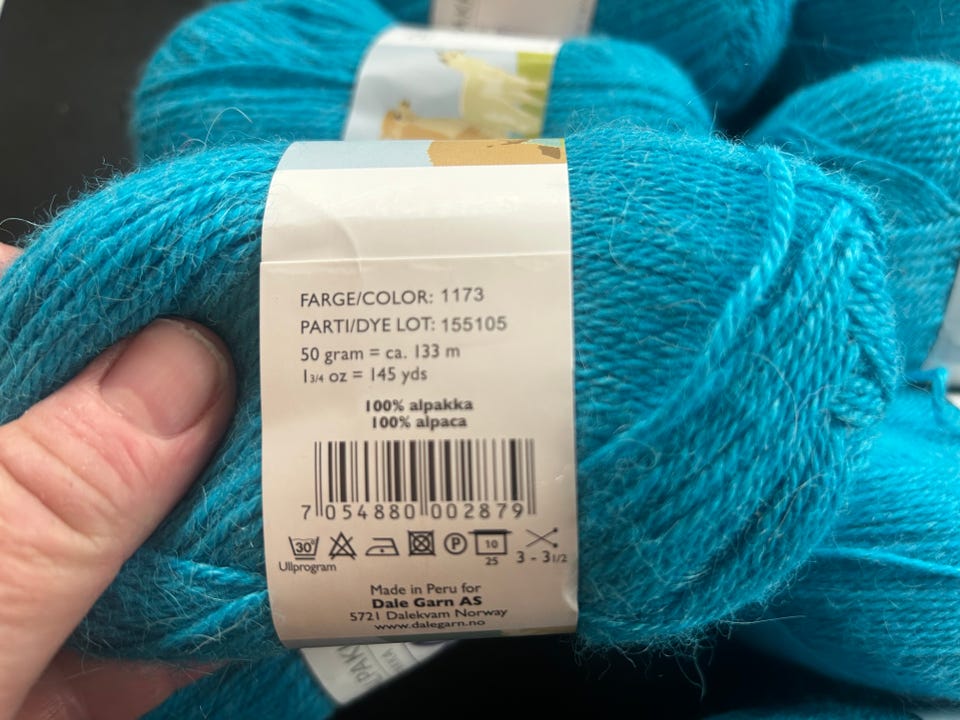 FARGE/COLOR: 1173
PARTI/DYE LOT: 155105
50 gram = ca. 133 m
1 3/4 oz = 145 yds
100% alpakka
100% alpaca
7 054880 002879
30°
P
10
25
3 - 3 1/2
Ullprogram
Made in Peru for
Dale Garn AS
5721 Dalekvam Norway
www.dalegarn.no